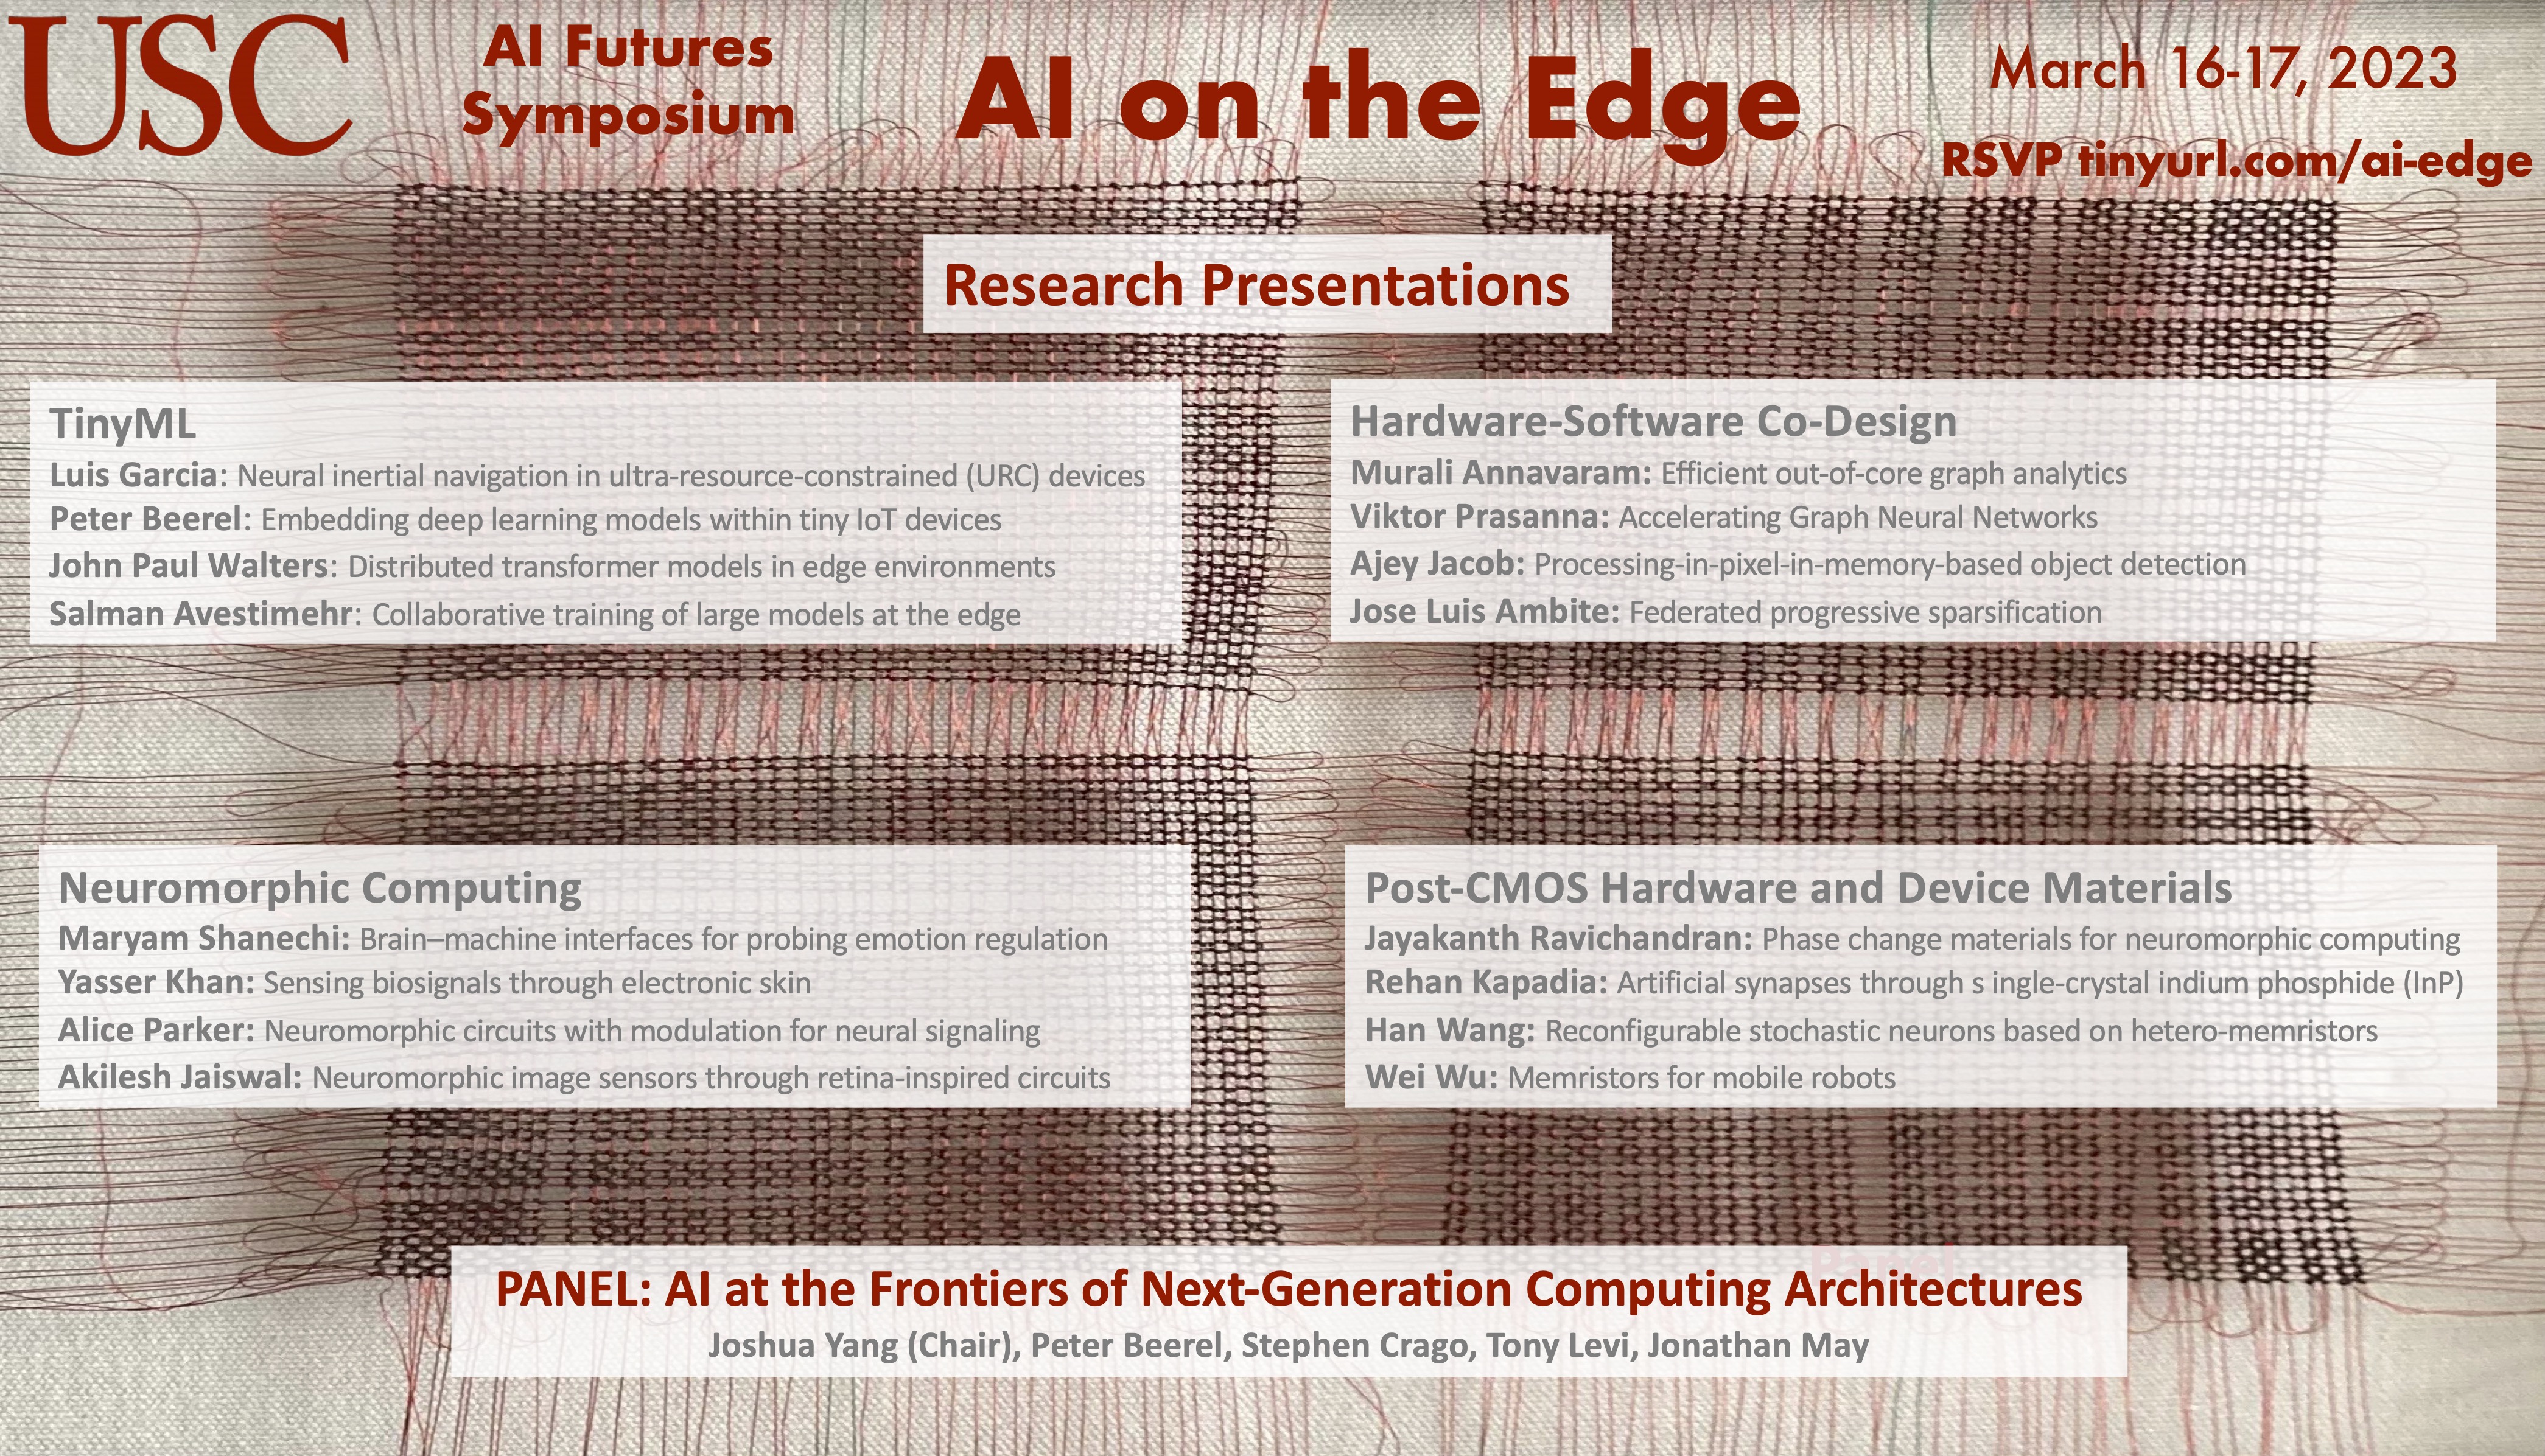 USC
AI Futures
Symposium
AI on the Edge
March 16-17, 2023
RSVP tinyurl.com/ai-edge
Research Presentations
TinyML
Luis Garcia: Neural inertial navigation in ultra-resource-constrained (URC) devices
Peter Beerel: Embedding deep learning models within tiny IoT devices
John Paul Walters: Distributed transformer models in edge environments
Salman Avestimehr: Collaborative training of large models at the edge
Hardware-Software Co-Design
Murali Annavaram: Efficient out-of-core graph analytics
Viktor Prasanna: Accelerating Graph Neural Networks
Ajey Jacob: Processing-in-pixel-in-memory-based object detection
Jose Luis Ambite: Federated progressive sparsification
Neuromorphic Computing
Maryam Shanechi: Brain–machine interfaces for probing emotion regulation
Yasser Khan: Sensing biosignals through electronic skin
Alice Parker: Neuromorphic circuits with modulation for neural signaling
Akilesh Jaiswal: Neuromorphic image sensors through retina-inspired circuits
Post-CMOS Hardware and Device Materials
Jayakanth Ravichandran: Phase change materials for neuromorphic computing
Rehan Kapadia: Artificial synapses through s ingle-crystal indium phosphide (InP)
Han Wang: Reconfigurable stochastic neurons based on hetero-memristors
Wei Wu: Memristors for mobile robots
Panel
PANEL: AI at the Frontiers of Next-Generation Computing Architectures
Joshua Yang (Chair), Peter Beerel, Stephen Crago, Tony Levi, Jonathan May